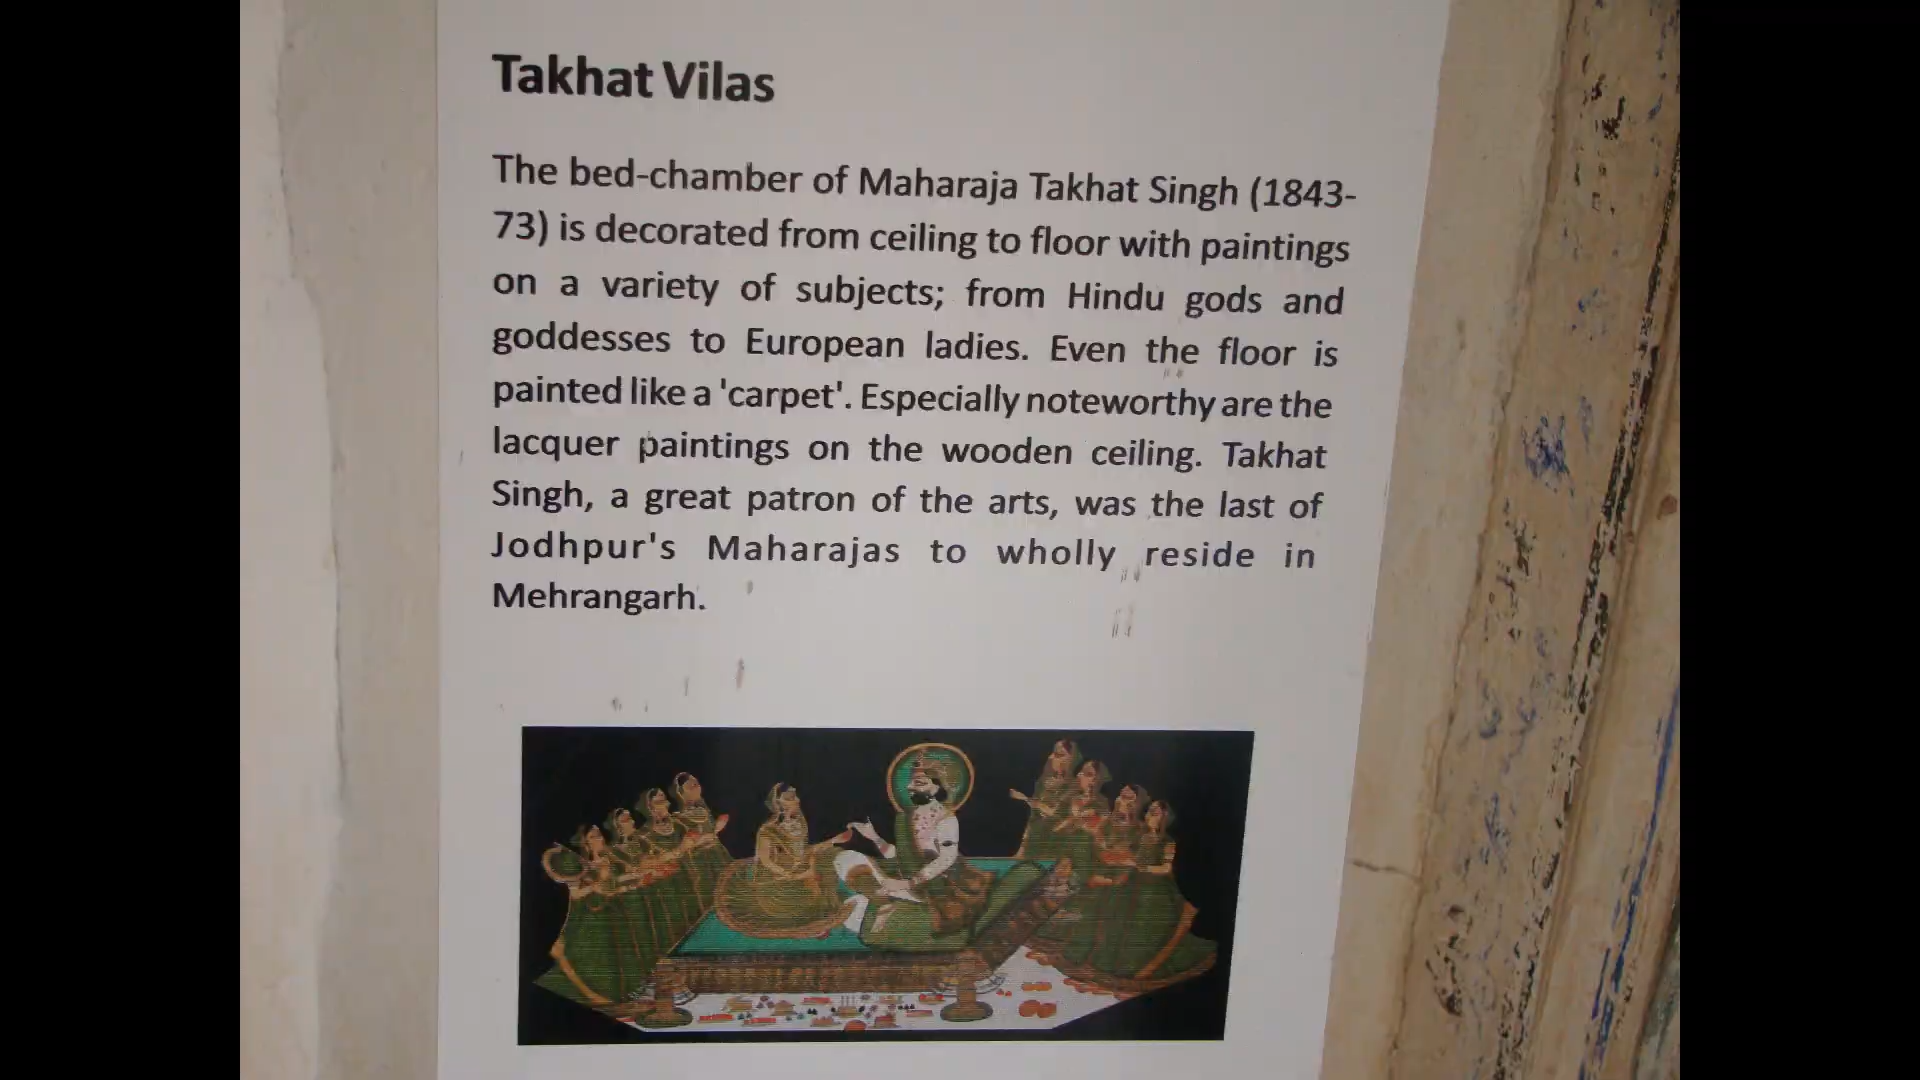 Takhat Vilas
The bed-chamber of Maharaja Takhat Singh (1843-
73) is decorated from ceiling to floor with paintings
on a variety of subjects; from Hindu gods and
goddesses to European ladies. Even the floor is
painted like a 'carpet'. Especially noteworthy are the
lacquer paintings on the wooden ceiling. Takhat
Singh, a great patron of the arts, was the last of
Jodhpur's Maharajas to wholly reside in
Mehrangarh.